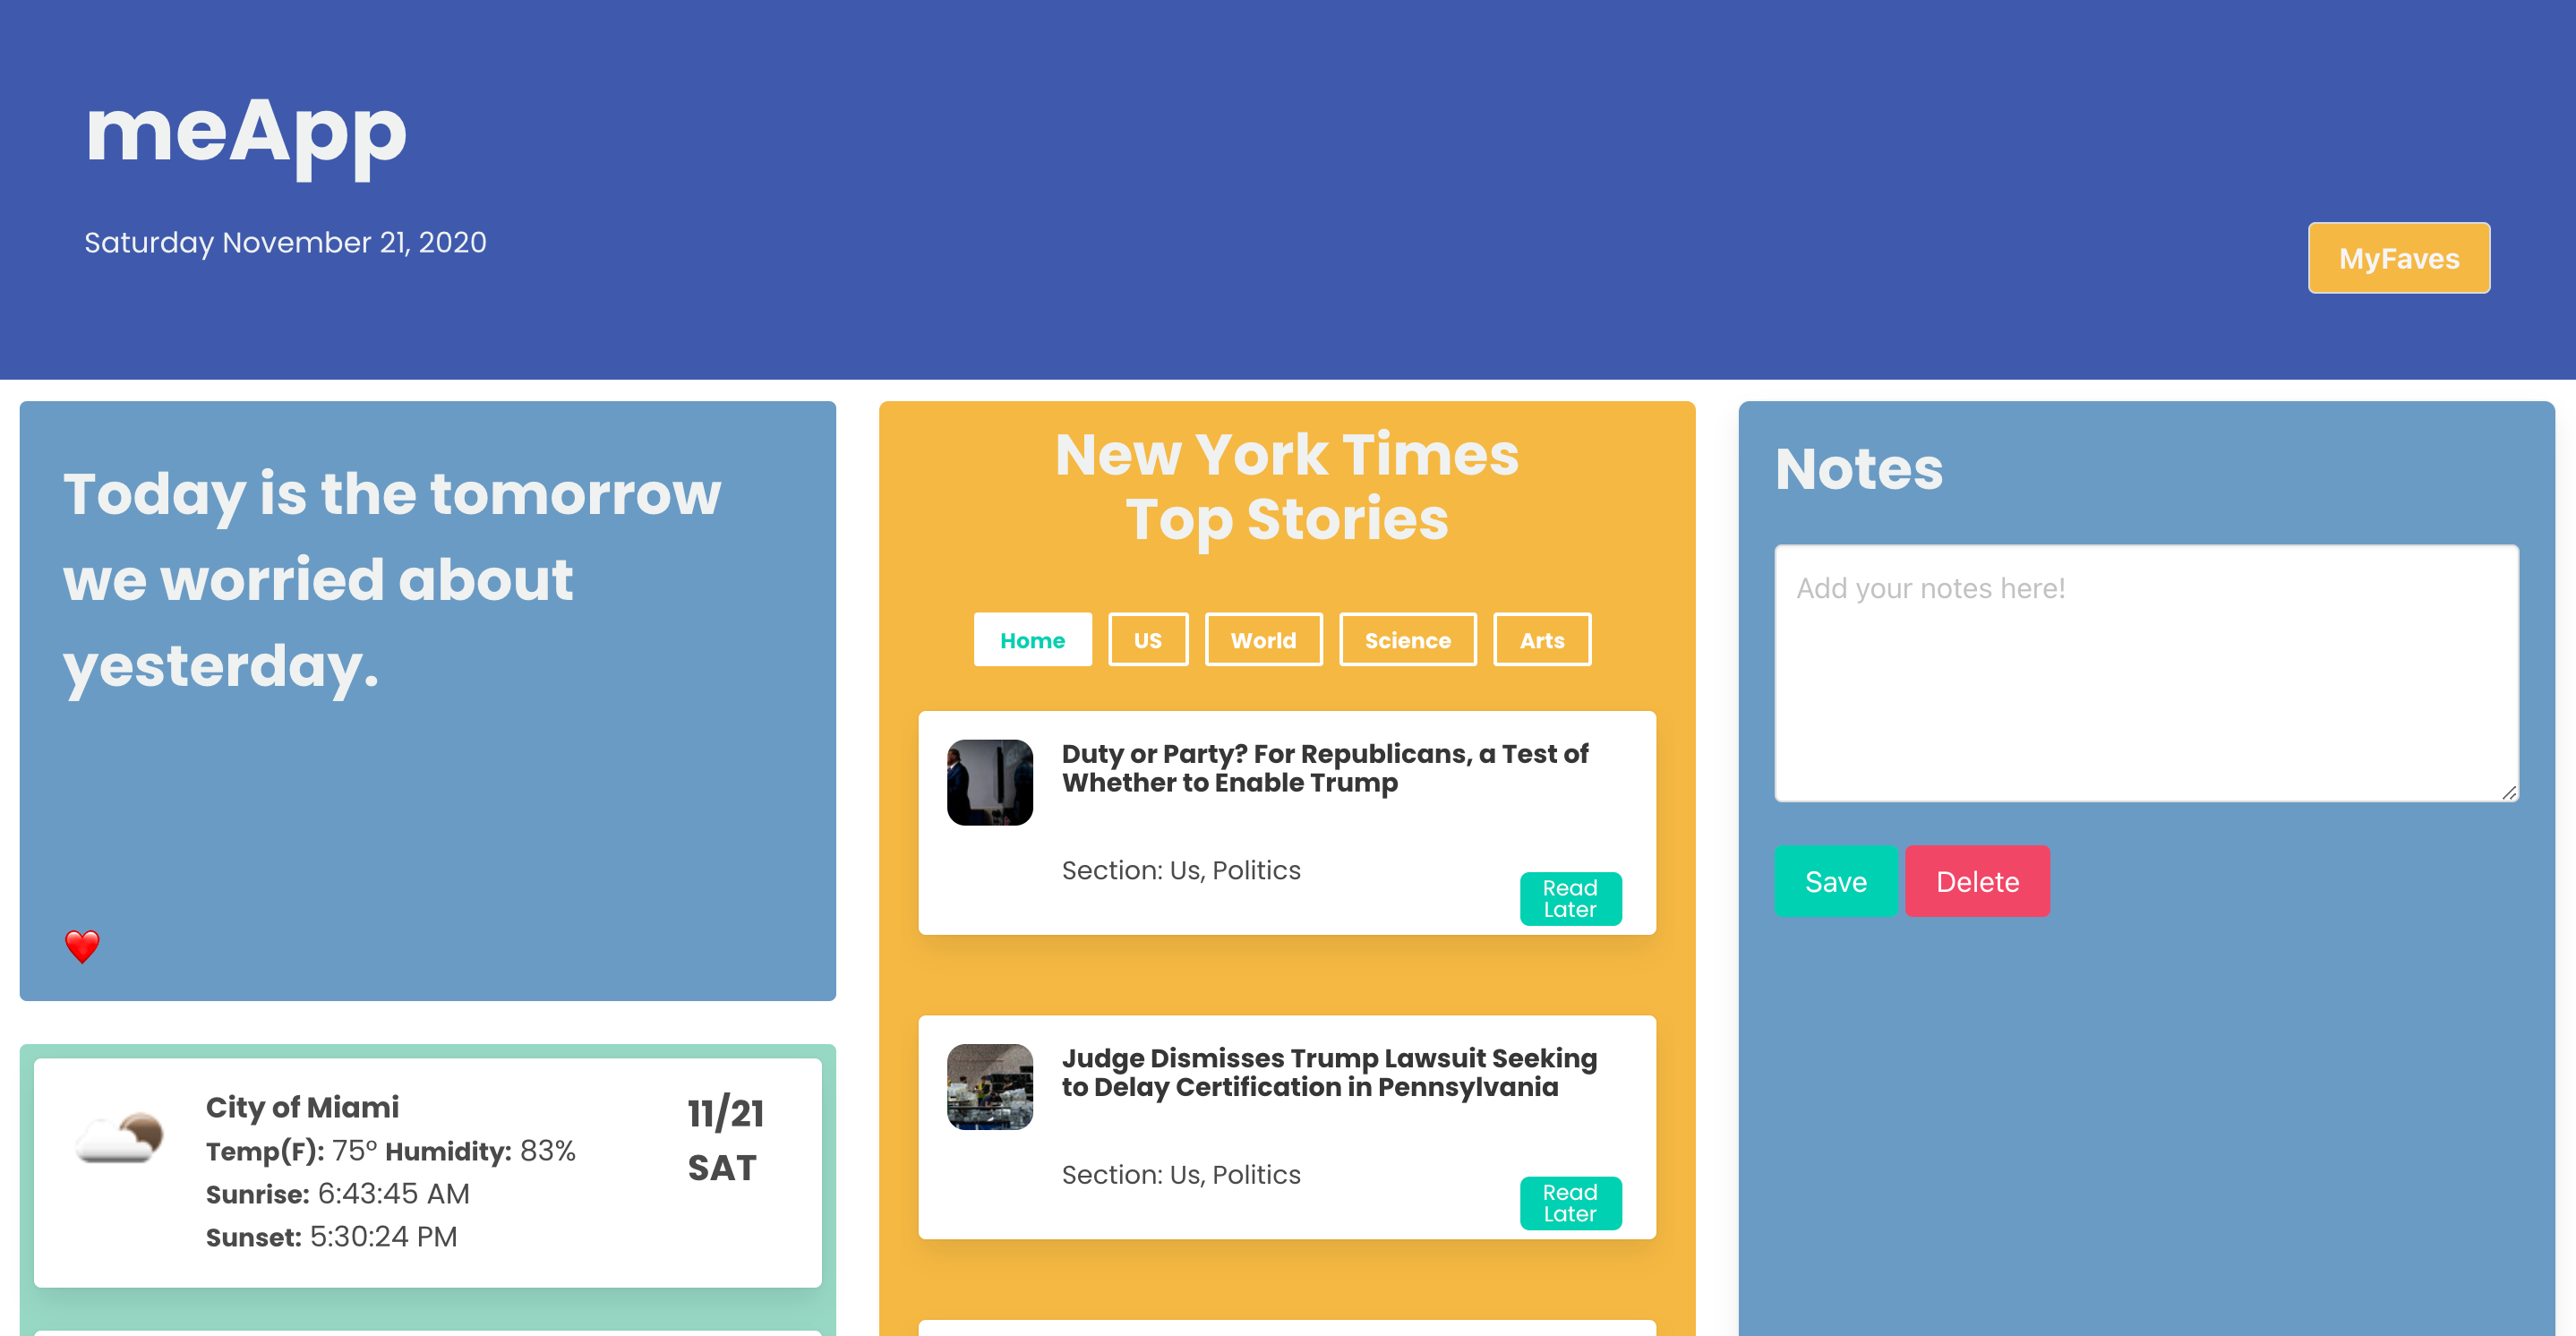 meApp
Saturday November 21, 2020
MyFaves
Today is the tomorrow
we worried about
yesterday.
City of Miami
Temp(F): 75° Humidity: 83%
Sunrise: 6:43:45 AM
Sunset: 5:30:24 PM
11/21
SAT
New York Times
Top Stories
Home
US
World
Science
Arts
Duty or Party? For Republicans, a Test of
Whether to Enable Trump
Section: Us, Politics
Read
Later
Judge Dismisses Trump Lawsuit Seeking
to Delay Certification in Pennsylvania
Section: Us, Politics
Read
Later
Notes
Add your notes here!
Save
Delete